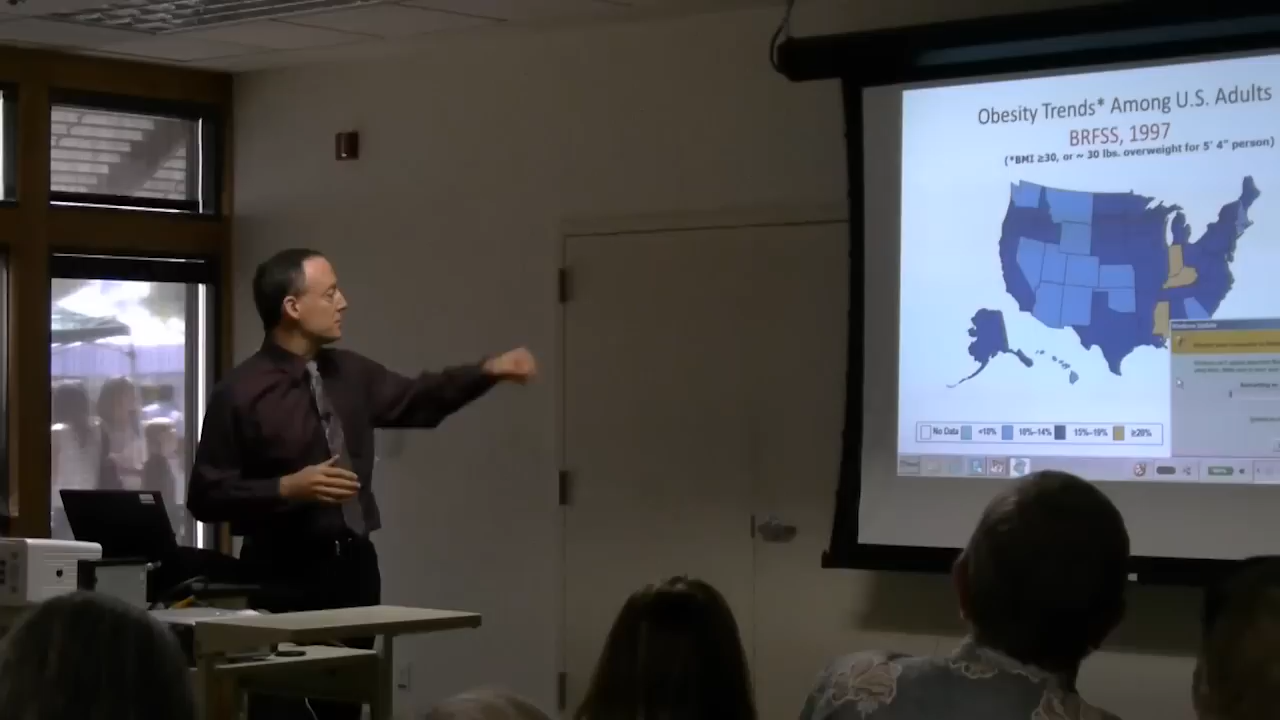 Obesity Trends* Among U.S. Adults
BRFSS, 1997
(*BMI ≥30, or ~ 30 lbs. overweight for 5' 4" person)
No Data <10% 10%–14% 15%–19% ≥20%